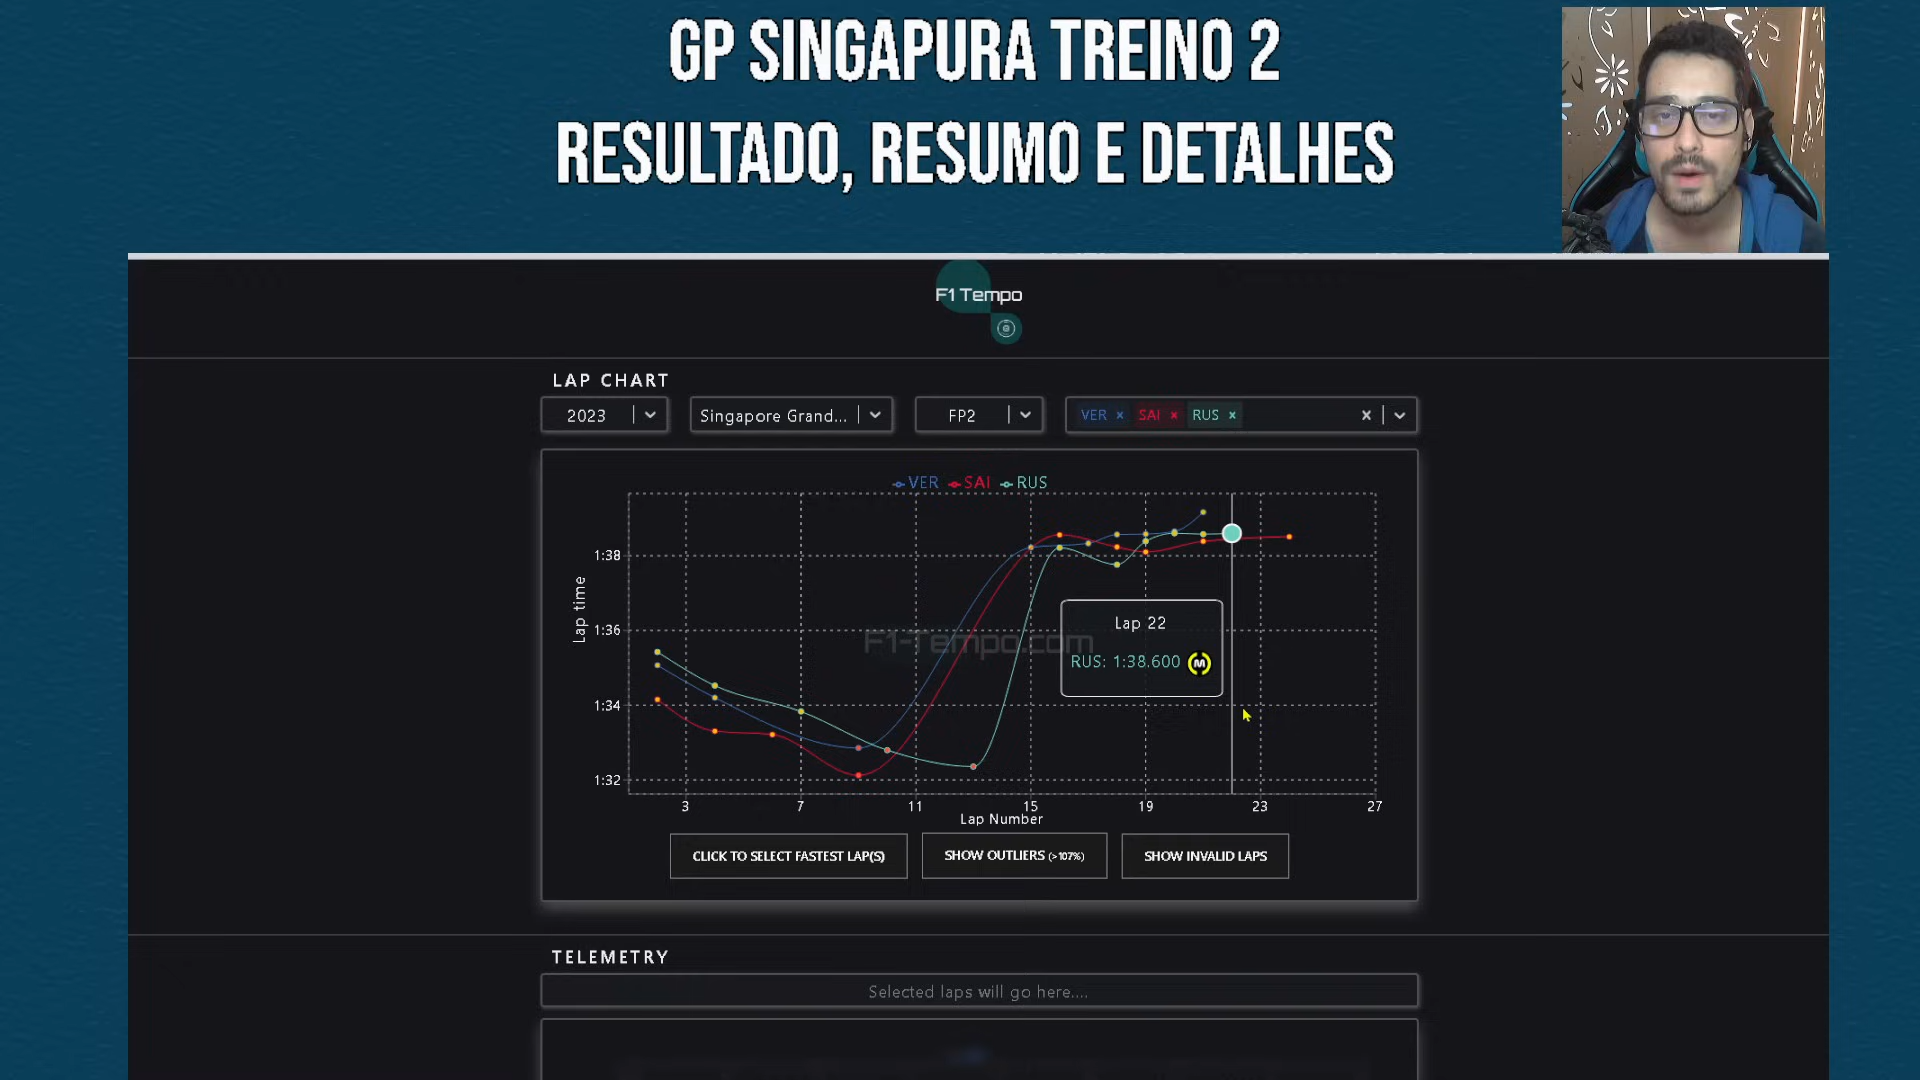 GP SINGAPURA TREINO 2
RESULTADO, RESUMO E DETALHES
F1 Tempo
LAP CHART
2023
Singapore Grand...
FP2
VER × SAI × RUS ×
VER SAI RUS
1:38
1:36
1:34
1:32
Lap time
F1-Tempo.com
Lap 22
RUS: 1:38.600 M
3 7 11 15 19 23 27
Lap Number
CLICK TO SELECT FASTEST LAP(S)
SHOW OUTLIERS (>107%)
SHOW INVALID LAPS
TELEMETRY
Selected laps will go here....